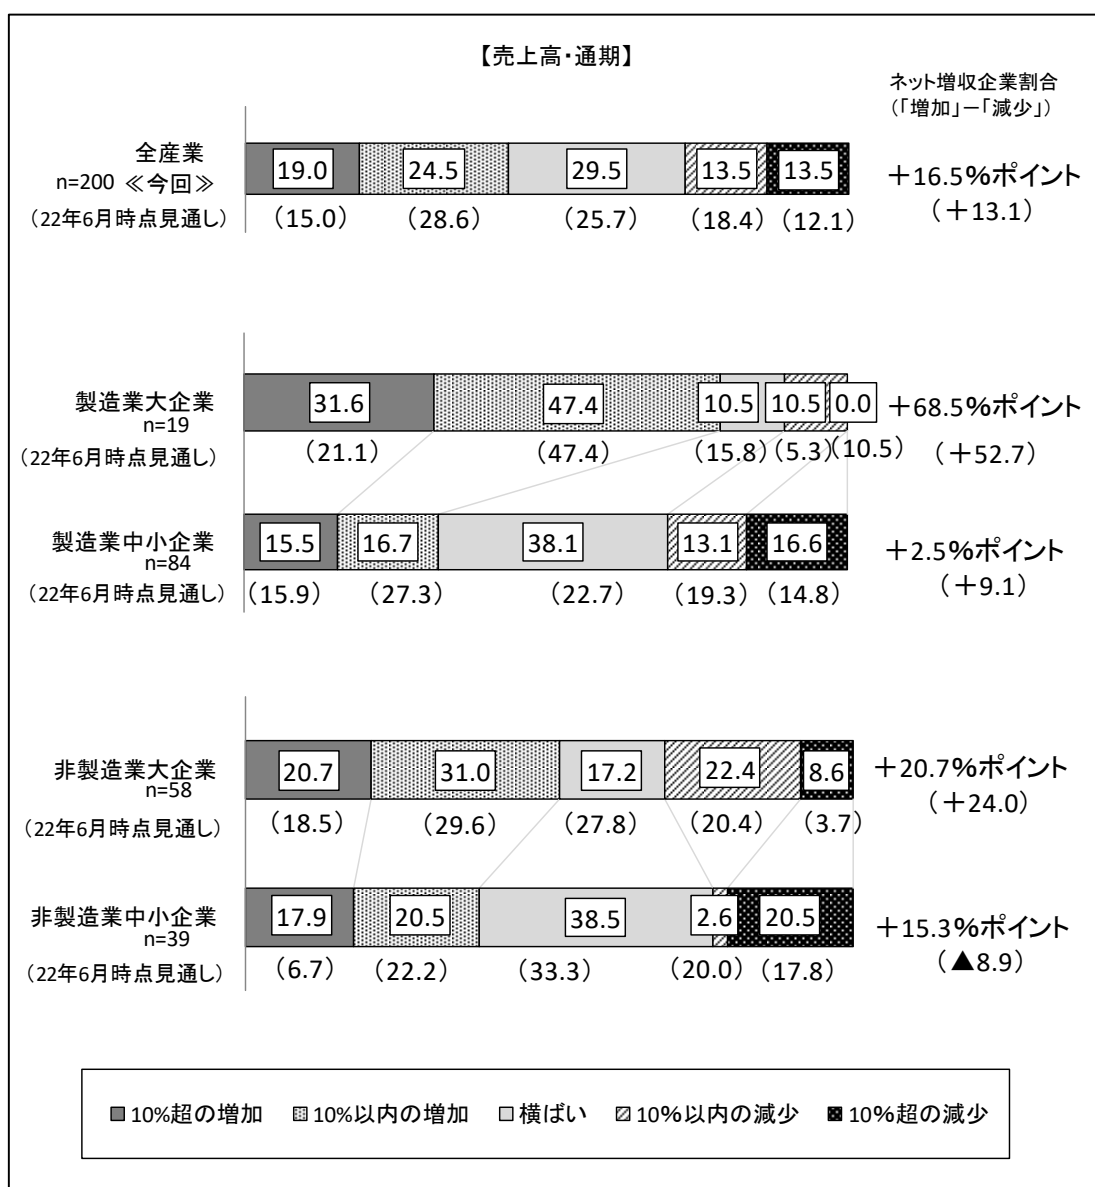 【売上高・通期】
ネット増収企業割合
（「増加」－「減少」）
全産業
n=200 ≪今回≫
19.0 24.5 29.5 13.5 13.5
＋16.5%ポイント
（22年6月時点見通し）
（15.0） （28.6） （25.7） （18.4） （12.1）
（＋13.1）
製造業大企業
n=19
31.6 47.4 10.5 10.5 0.0
＋68.5%ポイント
（22年6月時点見通し）
（21.1） （47.4） （15.8） （5.3） （10.5）
（＋52.7）
製造業中小企業
n=84
15.5 16.7 38.1 13.1 16.6
＋2.5%ポイント
（22年6月時点見通し）
（15.9） （27.3） （22.7） （19.3） （14.8）
（＋9.1）
非製造業大企業
n=58
20.7 31.0 17.2 22.4 8.6
＋20.7%ポイント
（22年6月時点見通し）
（18.5） （29.6） （27.8） （20.4） （3.7）
（＋24.0）
非製造業中小企業
n=39
17.9 20.5 38.5 2.6 20.5
＋15.3%ポイント
（22年6月時点見通し）
（6.7） （22.2） （33.3） （20.0） （17.8）
（▲8.9）
10%超の増加 10%以内の増加 横ばい 10%以内の減少 10%超の減少